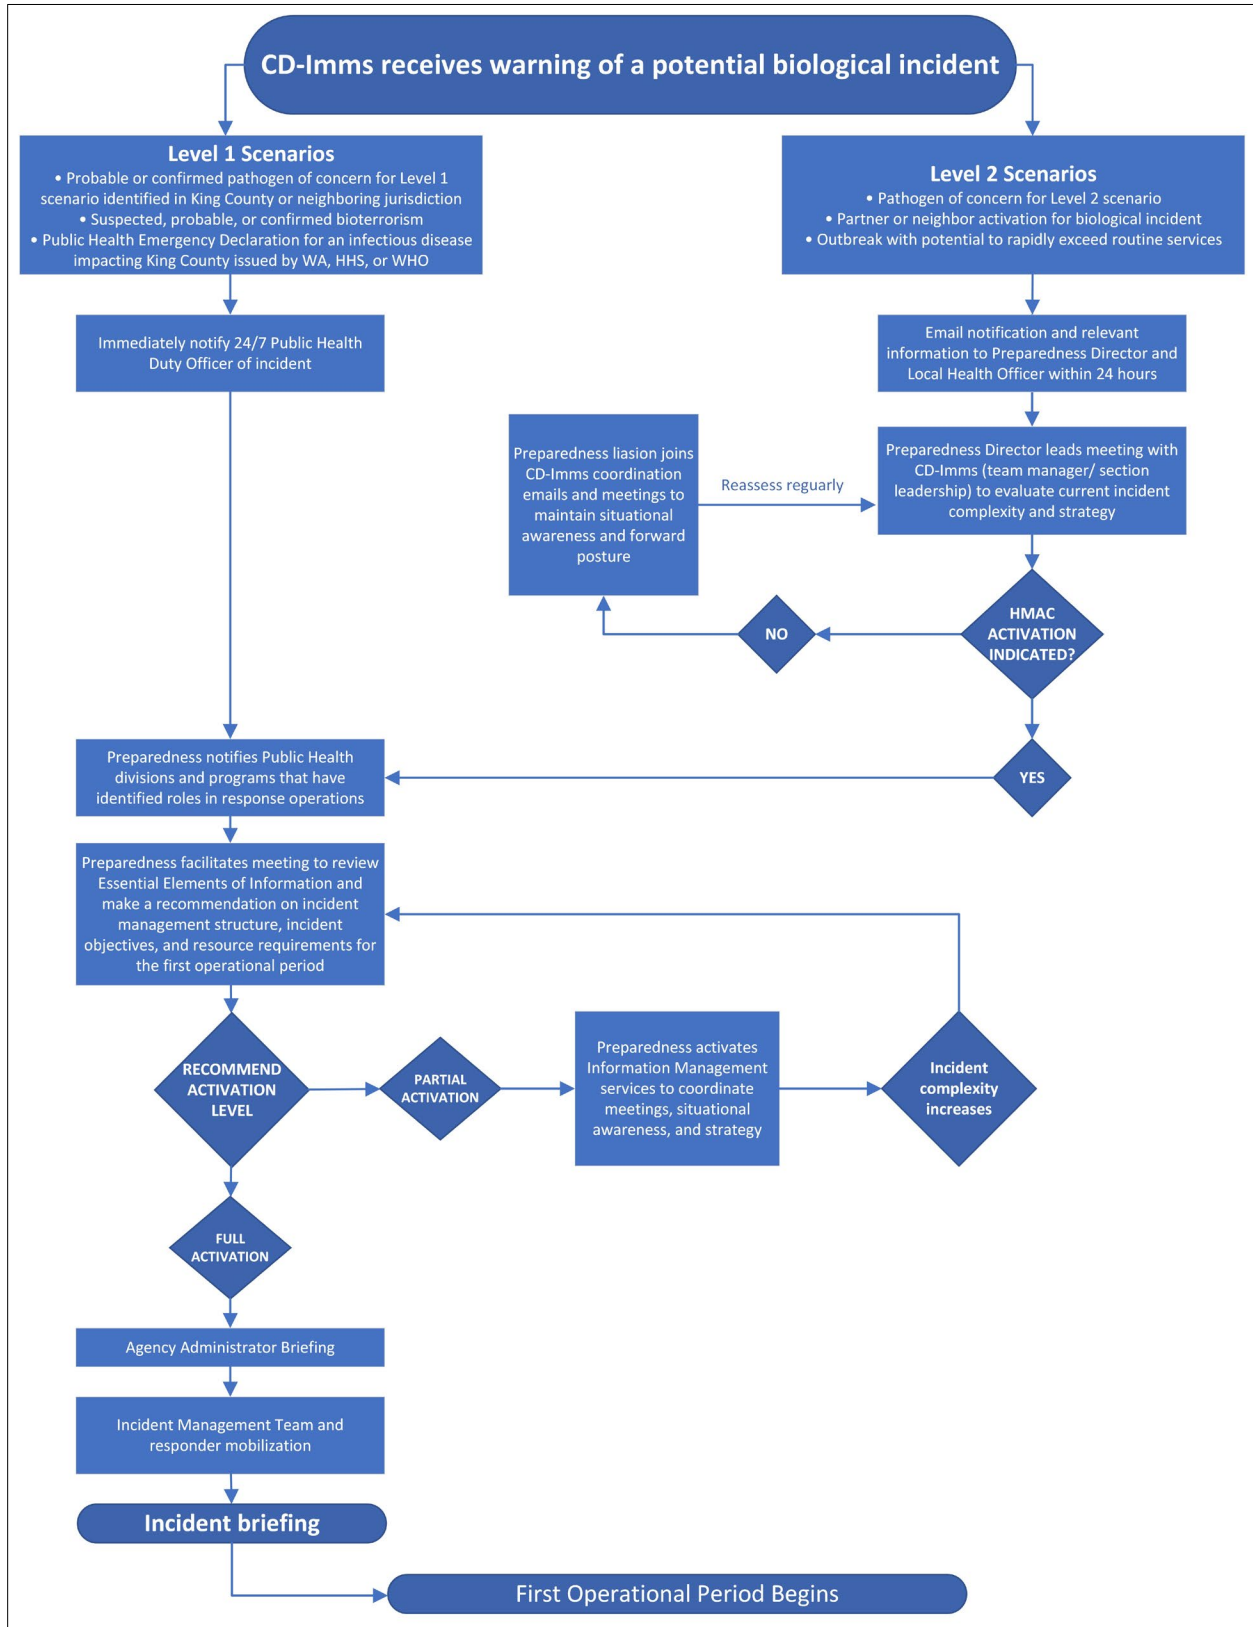 CD-Imms receives warning of a potential biological incident
Level 1 Scenarios
• Probable or confirmed pathogen of concern for Level 1
scenario identified in King County or neighboring jurisdiction
• Suspected, probable, or confirmed bioterrorism
• Public Health Emergency Declaration for an infectious disease
impacting King County issued by WA, HHS, or WHO
Level 2 Scenarios
• Pathogen of concern for Level 2 scenario
• Partner or neighbor activation for biological incident
• Outbreak with potential to rapidly exceed routine services
Immediately notify 24/7 Public Health
Duty Officer of incident
Email notification and relevant
information to Preparedness Director and
Local Health Officer within 24 hours
Preparedness liasion joins
CD-Imms coordination
emails and meetings to
maintain situational
awareness and forward
posture
Reassess reguarly
Preparedness Director leads meeting with
CD-Imms (team manager/ section
leadership) to evaluate current incident
complexity and strategy
HMAC
ACTIVATION
INDICATED?
NO
YES
Preparedness notifies Public Health
divisions and programs that have
identified roles in response operations
Preparedness facilitates meeting to review
Essential Elements of Information and
make a recommendation on incident
management structure, incident
objectives, and resource requirements for
the first operational period
RECOMMEND
ACTIVATION
LEVEL
PARTIAL
ACTIVATION
Preparedness activates
Information Management
services to coordinate
meetings, situational
awareness, and strategy
Incident
complexity
increases
FULL
ACTIVATION
Agency Administrator Briefing
Incident Management Team and
responder mobilization
Incident briefing
First Operational Period Begins